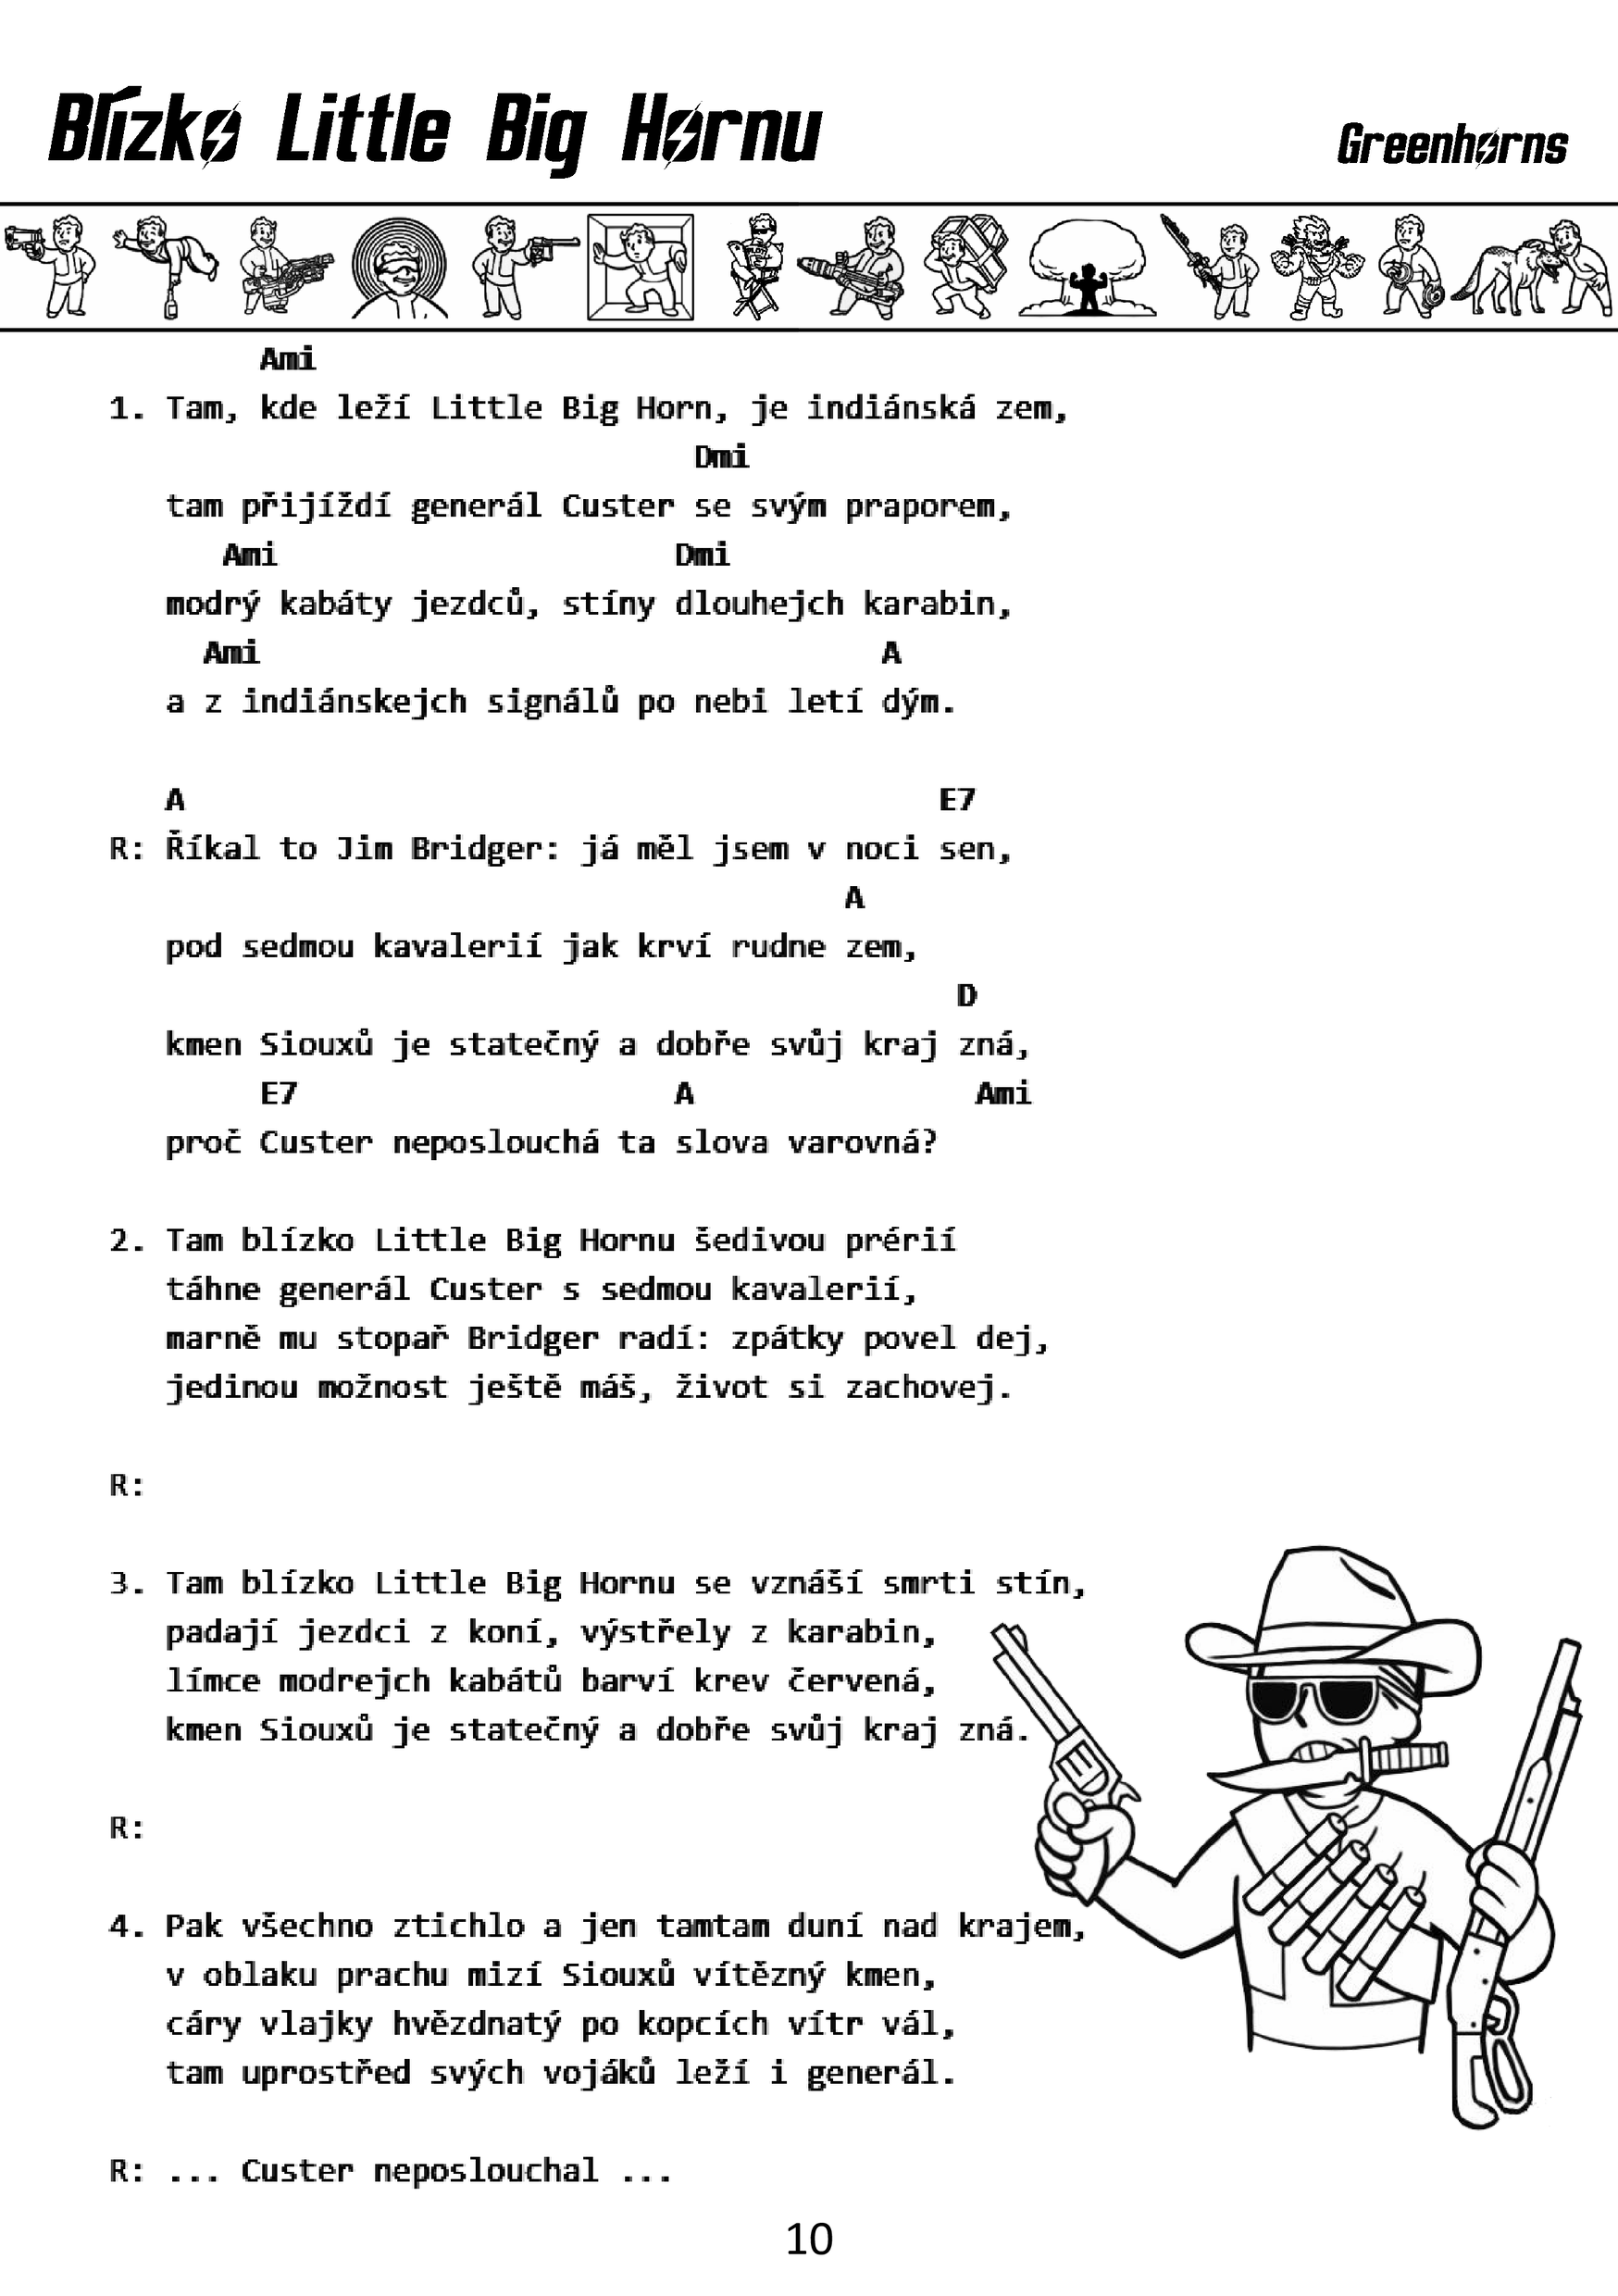 Blízko Little Big Hornu
Greenhorns
Ami
1. Tam, kde leží Little Big Horn, je indiánská zem,
Dmi
tam přijíždí generál Custer se svým praporem,
Ami Dmi
modrý kabáty jezdců, stíny dlouhejch karabin,
Ami A
a z indiánskejch signálů po nebi letí dým.
A E7
R: Říkal to Jim Bridger: já měl jsem v noci sen,
A
pod sedmou kavalerií jak krví rudne zem,
D
kmen Siouxů je statečný a dobře svůj kraj zná,
E7 A Ami
proč Custer neposlouchá ta slova varovná?
2. Tam blízko Little Big Hornu šedivou prérií
táhne generál Custer s sedmou kavalerií,
marně mu stopař Bridger radí: zpátky povel dej,
jedinou možnost ještě máš, život si zachovej.
R:
3. Tam blízko Little Big Hornu se vznáší smrti stín,
padají jezdci z koní, výstřely z karabin,
límce modrejch kabátů barví krev červená,
kmen Siouxů je statečný a dobře svůj kraj zná.
R:
4. Pak všechno ztichlo a jen tamtam duní nad krajem,
v oblaku prachu mizí Siouxů vítězný kmen,
cáry vlajky hvězdnatý po kopcích vítr vál,
tam uprostřed svých vojáků leží i generál.
R: ... Custer neposlouchal ...
10